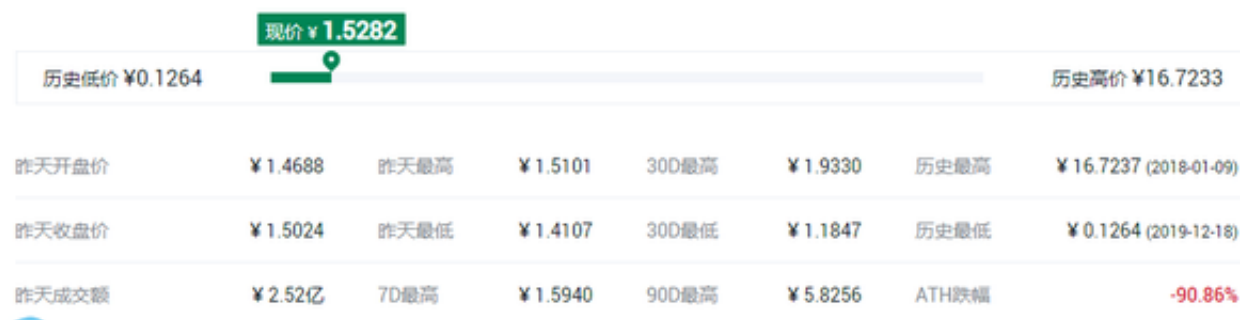 现价 ¥ 1.5282
历史低价 ¥0.1264 历史高价 ¥16.7233
昨天开盘价 ¥ 1.4688 昨天最高 ¥ 1.5101 30D最高 ¥ 1.9330 历史最高 ¥ 16.7237 (2018-01-09)
昨天收盘价 ¥ 1.5024 昨天最低 ¥ 1.4107 30D最低 ¥ 1.1847 历史最低 ¥ 0.1264 (2019-12-18)
昨天成交额 ¥ 2.52亿 7D最高 ¥ 1.5940 90D最高 ¥ 5.8256 ATH跌幅 -90.86%